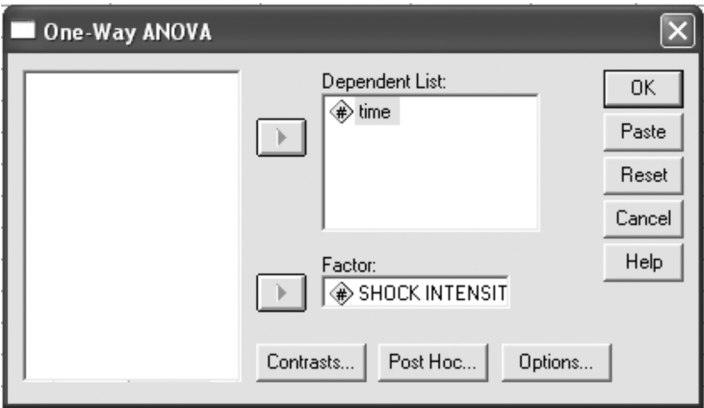 One-Way ANOVA
Dependent List:
# time
Factor:
# SHOCK INTENSIT
OK
Paste
Reset
Cancel
Help
Contrasts... Post Hoc... Options...